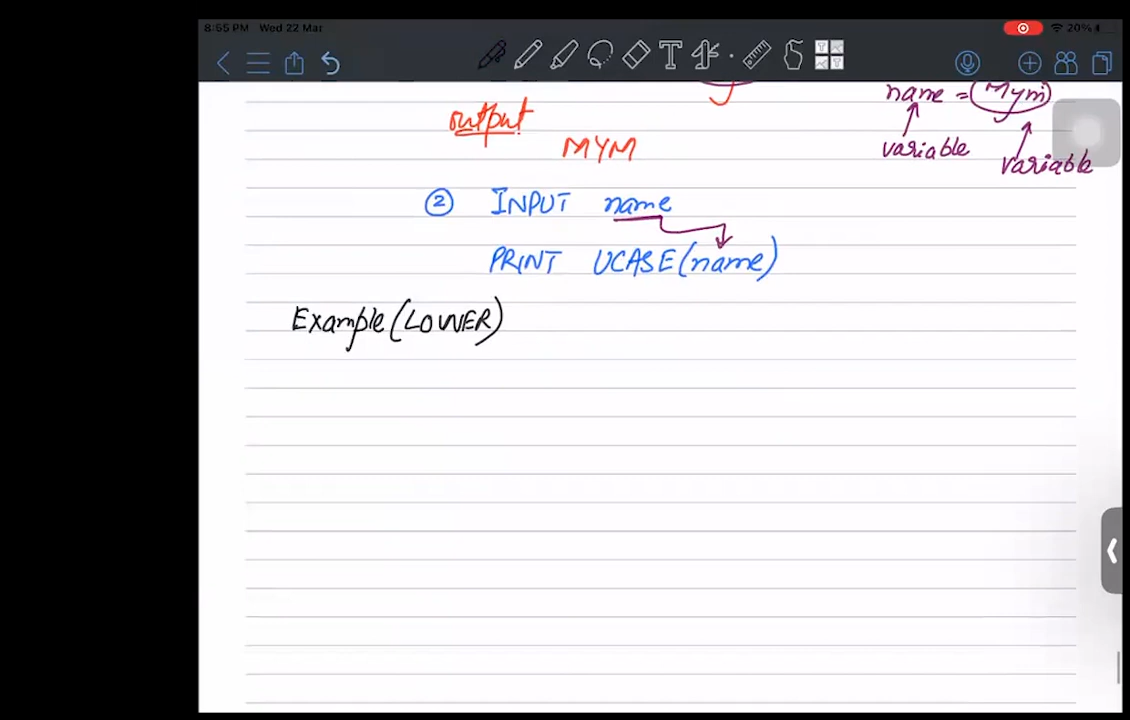 8:55 PM Wed 22 Mar
20%
name = Mym
output
variable
MYM
variable
2 INPUT name
PRINT UCASE(name)
Example(LOWER)